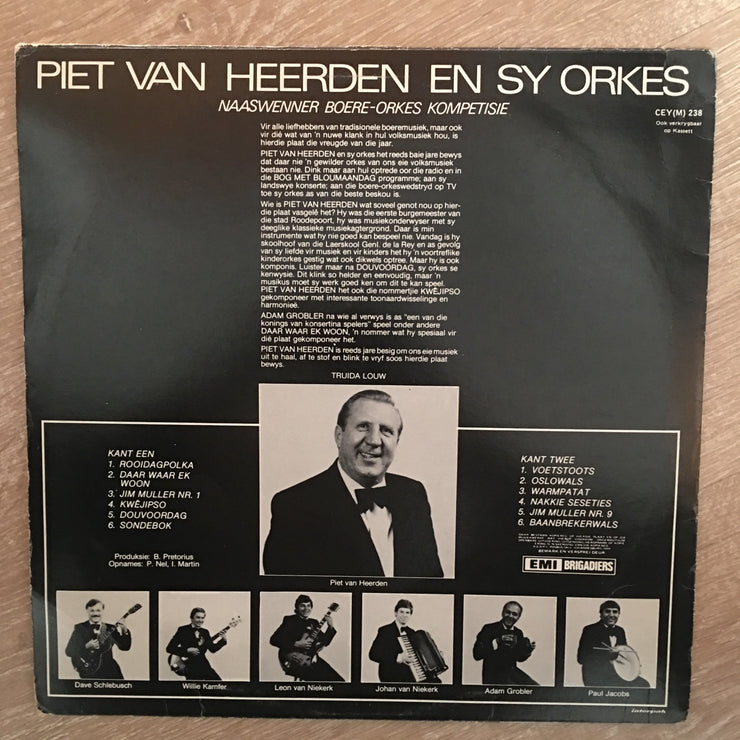 PIET VAN HEERDEN EN SY ORKES
NAASWENNER BOERE-ORKES KOMPETISIE
CEY(M) 238
Ook verkrygbaar
op Kassett
Vir alle liefhebbers van tradisionele boeremusiek, maar ook
vir dié wat van 'n nuwe klank in hul volksmusiek hou, is
hierdie plaat die vreugde van die jaar.
PIET VAN HEERDEN en sy orkes het reeds baie jare bewys
dat daar nie 'n gewilder orkes van ons eie volksmusiek
bestaan nie. Dink maar aan hul optrede oor die radio en in
die BOG MET BLOUMAANDAG programme; aan sy
landswye konserte; aan die boere-orkeswedstryd op TV
toe sy orkes as van die beste beskou is.
Wie is PIET VAN HEERDEN wat soveel genot nou op hier-
die plaat vasgelê het? Hy was die eerste burgemeester van
die stad Roodepoort, hy was musiekonderwyser met sy
deeglike klassieke musiekagtergrond. Daar is min
instrumente wat hy nie goed kan bespeel nie. Vandag is hy
skoolhoof van die Laerskool Genl. de la Rey en as gevolg
van sy liefde vir musiek en vir kinders het hy 'n voortreflike
kinderorkes gestig wat ook dikwels optree. Maar hy is ook
komponis. Luister maar na DOUVOORDAG, sy orkes se
kenwysie. Dit klink so helder en eenvoudig, maar 'n
musikus moet sy werk goed ken om dit te kan speel.
PIET VAN HEERDEN het ook die nommertjie KWÊJIPSO
gekomponeer met interessante toonaardwisselinge en
harmonieë.
ADAM GROBLER na wie al verwys is as "een van die
konings van konsertina spelers" speel onder andere
DAAR WAAR EK WOON, 'n nommer wat hy spesiaal vir
dié plaat gekomponeer het.
PIET VAN HEERDEN is reeds jare besig om ons eie musiek
uit te haal, af te stof en blink te vryf soos hierdie plaat
bewys.
TRUIDA LOUW
KANT EEN
1. ROOIDAGPOLKA
2. DAAR WAAR EK
WOON
3. JIM MULLER NR. 1
4. KWÊJIPSO
5. DOUVOORDAG
6. SONDEBOK
Produksie: B. Pretorius
Opnames: P. Nel, I. Martin
Piet van Heerden
KANT TWEE
1. VOETSTOOTS
2. OSLOWALS
3. WARMPATAT
4. NAKKIE SESETIES
5. JIM MULLER NR. 9
6. BAANBREKERWALS
BEMARK EN VERSPREI DEUR
EMI BRIGADIERS
Dave Schlebusch
Willie Kamfer
Leon van Niekerk
Johan van Niekerk
Adam Grobler
Paul Jacobs
interpak